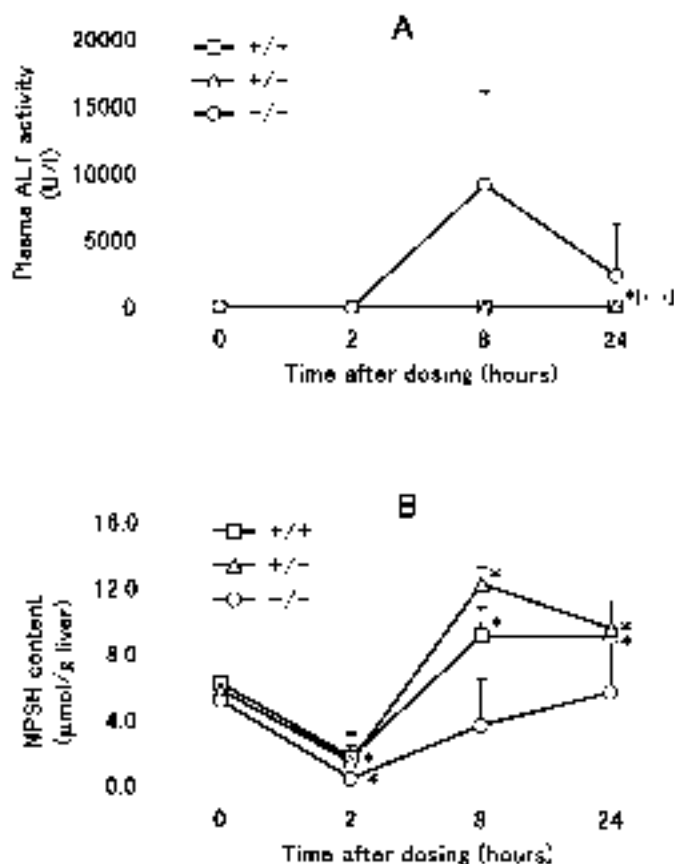 A
20000
15000
10000
5000
0
Plasma ALT activity
(U/l)
+/+
+/-
-/-
0 2 8 24
Time after dosing (hours)
B
16.0
12.0
8.0
4.0
0.0
NPSH content
(μmol/g liver)
+/+
+/-
-/-
* *
* *
* *
0 2 8 24
Time after dosing (hours)